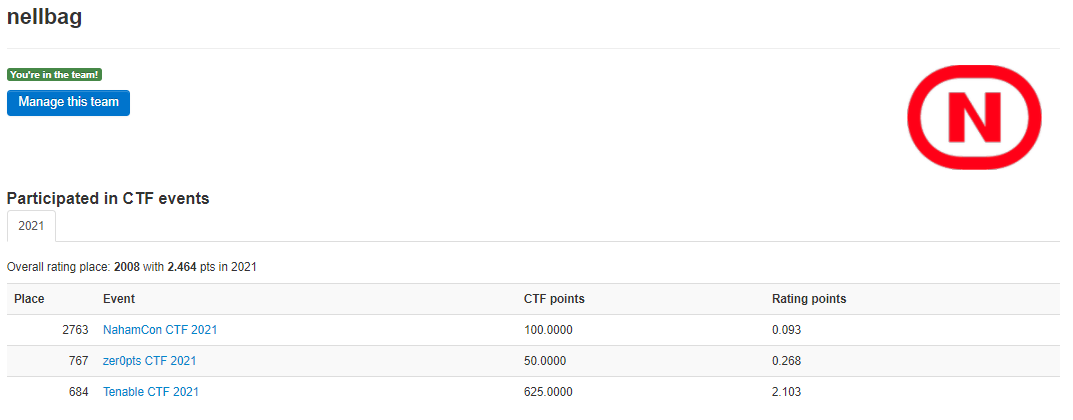 nellbag
You're in the team!
Manage this team
N
Participated in CTF events
2021
Overall rating place: 2008 with 2.464 pts in 2021
Place Event CTF points Rating points
2763 NahamCon CTF 2021 100.0000 0.093
767 zer0pts CTF 2021 50.0000 0.268
684 Tenable CTF 2021 625.0000 2.103